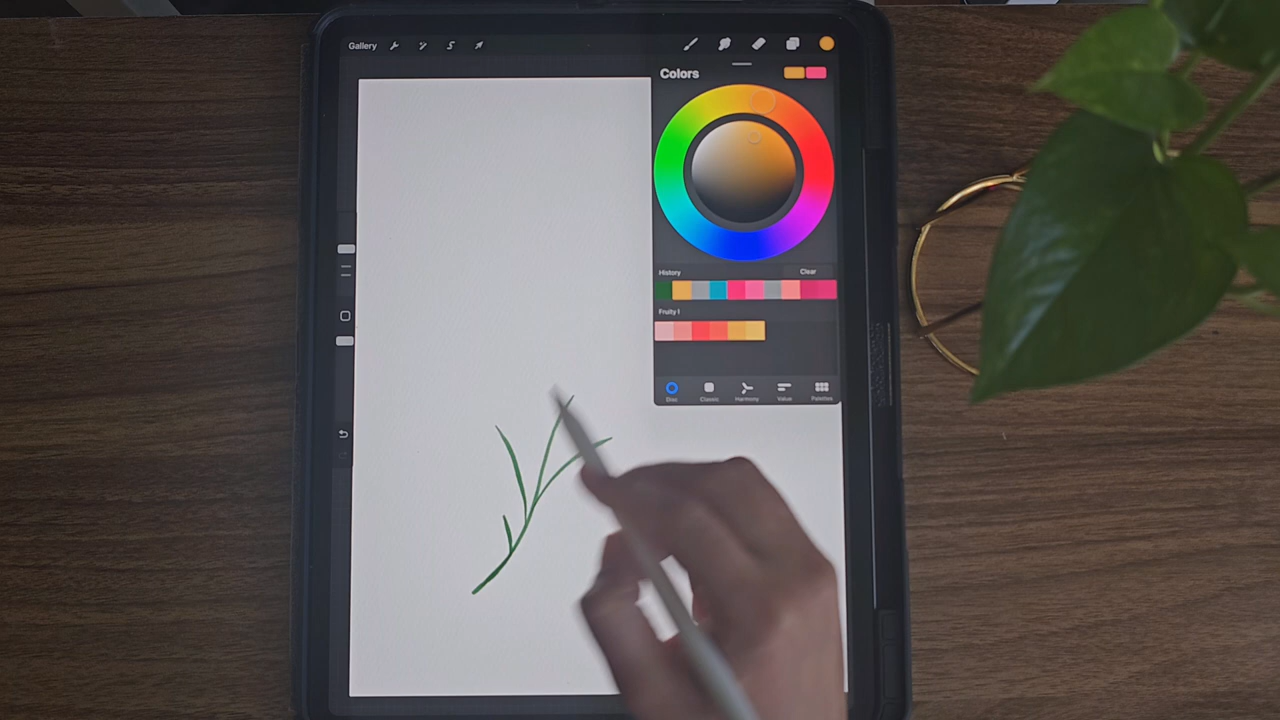 Gallery
Colors
History Clear
Fruity I
Disc Classic Harmony Value Palettes